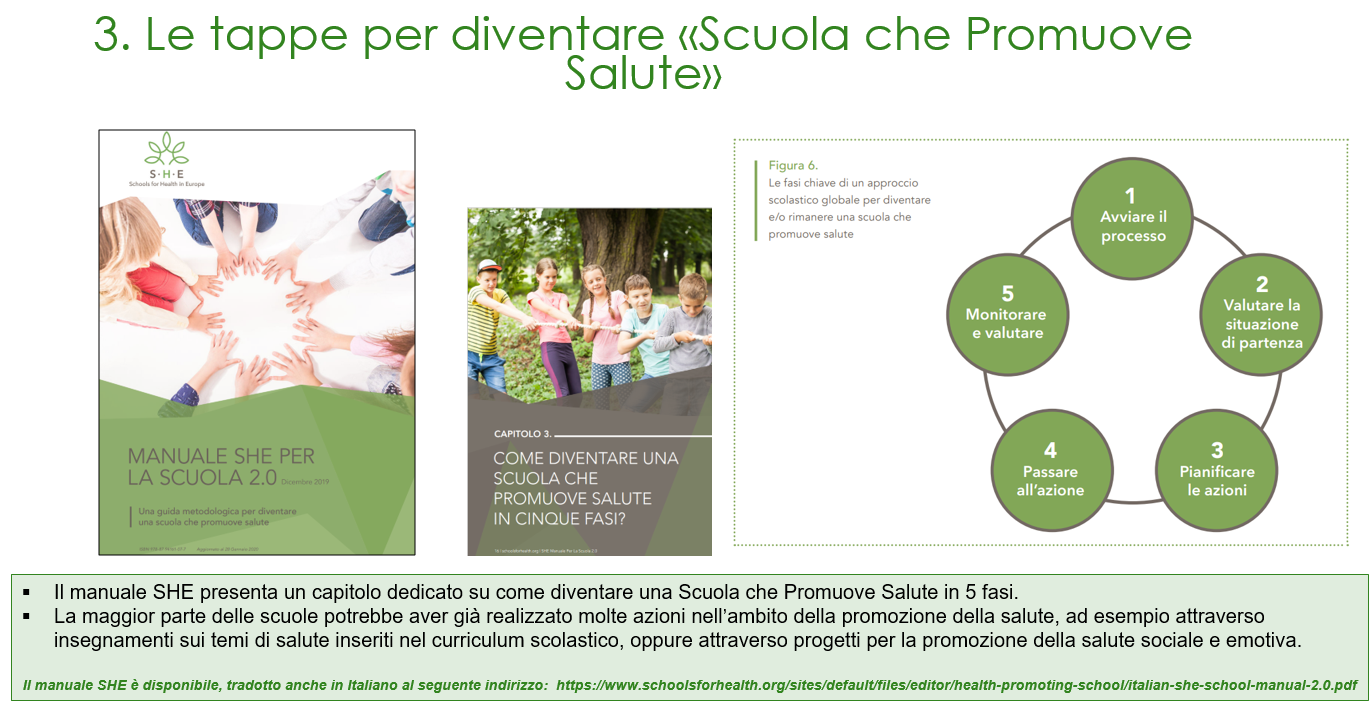 3. Le tappe per diventare «Scuola che Promuove
Salute»
S·H·E
Schools for Health in Europe
MANUALE SHE PER
LA SCUOLA 2.0 Dicembre 2019
Una guida metodologica per diventare
una scuola che promuove salute
CAPITOLO 3.
COME DIVENTARE UNA
SCUOLA CHE
PROMUOVE SALUTE
IN CINQUE FASI?
Figura 6.
Le fasi chiave di un approccio
scolastico globale per diventare
e/o rimanere una scuola che
promuove salute
1
Avviare il
processo
2
Valutare la
situazione
di partenza
3
Pianificare
le azioni
4
Passare
all'azione
5
Monitorare
e valutare
▪ Il manuale SHE presenta un capitolo dedicato su come diventare una Scuola che Promuove Salute in 5 fasi.
▪ La maggior parte delle scuole potrebbe aver già realizzato molte azioni nell'ambito della promozione della salute, ad esempio attraverso
insegnamenti sui temi di salute inseriti nel curriculum scolastico, oppure attraverso progetti per la promozione della salute sociale e emotiva.
Il manuale SHE è disponibile, tradotto anche in Italiano al seguente indirizzo: https://www.schoolsforhealth.org/sites/default/files/editor/health-promoting-school/italian-she-school-manual-2.0.pdf